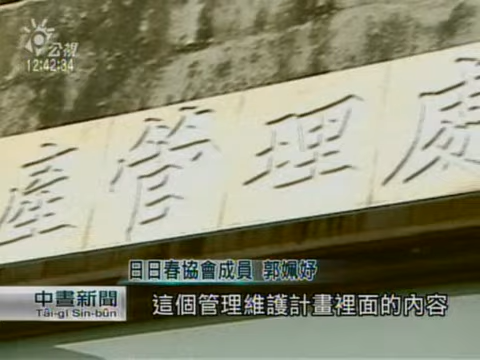 公視
12:42:34
產管理處
日日春協會成員 郭姵妤
中晝新聞
Tâi-gí Sin-bûn
這個管理維護計畫裡面的內容